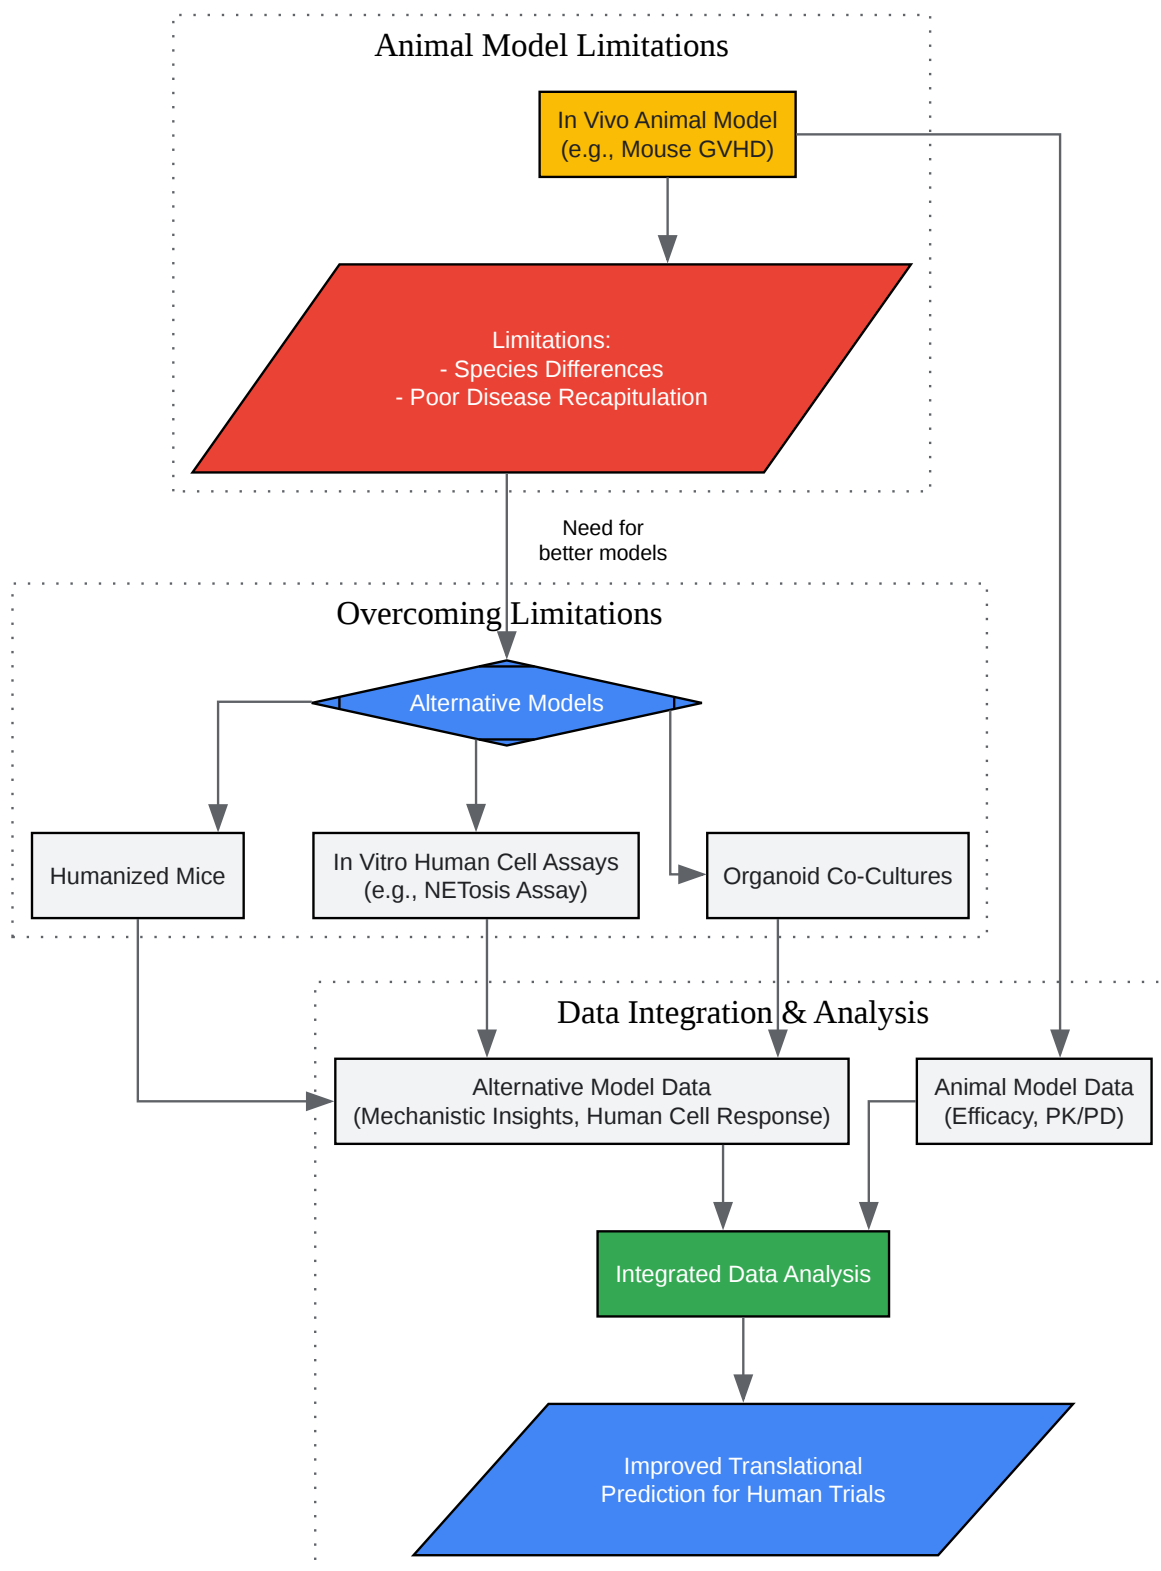 Animal Model Limitations
In Vivo Animal Model
(e.g., Mouse GVHD)
Limitations:
- Species Differences
- Poor Disease Recapitulation
Need for
better models
Overcoming Limitations
Alternative Models
Humanized Mice
In Vitro Human Cell Assays
(e.g., NETosis Assay)
Organoid Co-Cultures
Data Integration & Analysis
Alternative Model Data
(Mechanistic Insights, Human Cell Response)
Animal Model Data
(Efficacy, PK/PD)
Integrated Data Analysis
Improved Translational
Prediction for Human Trials